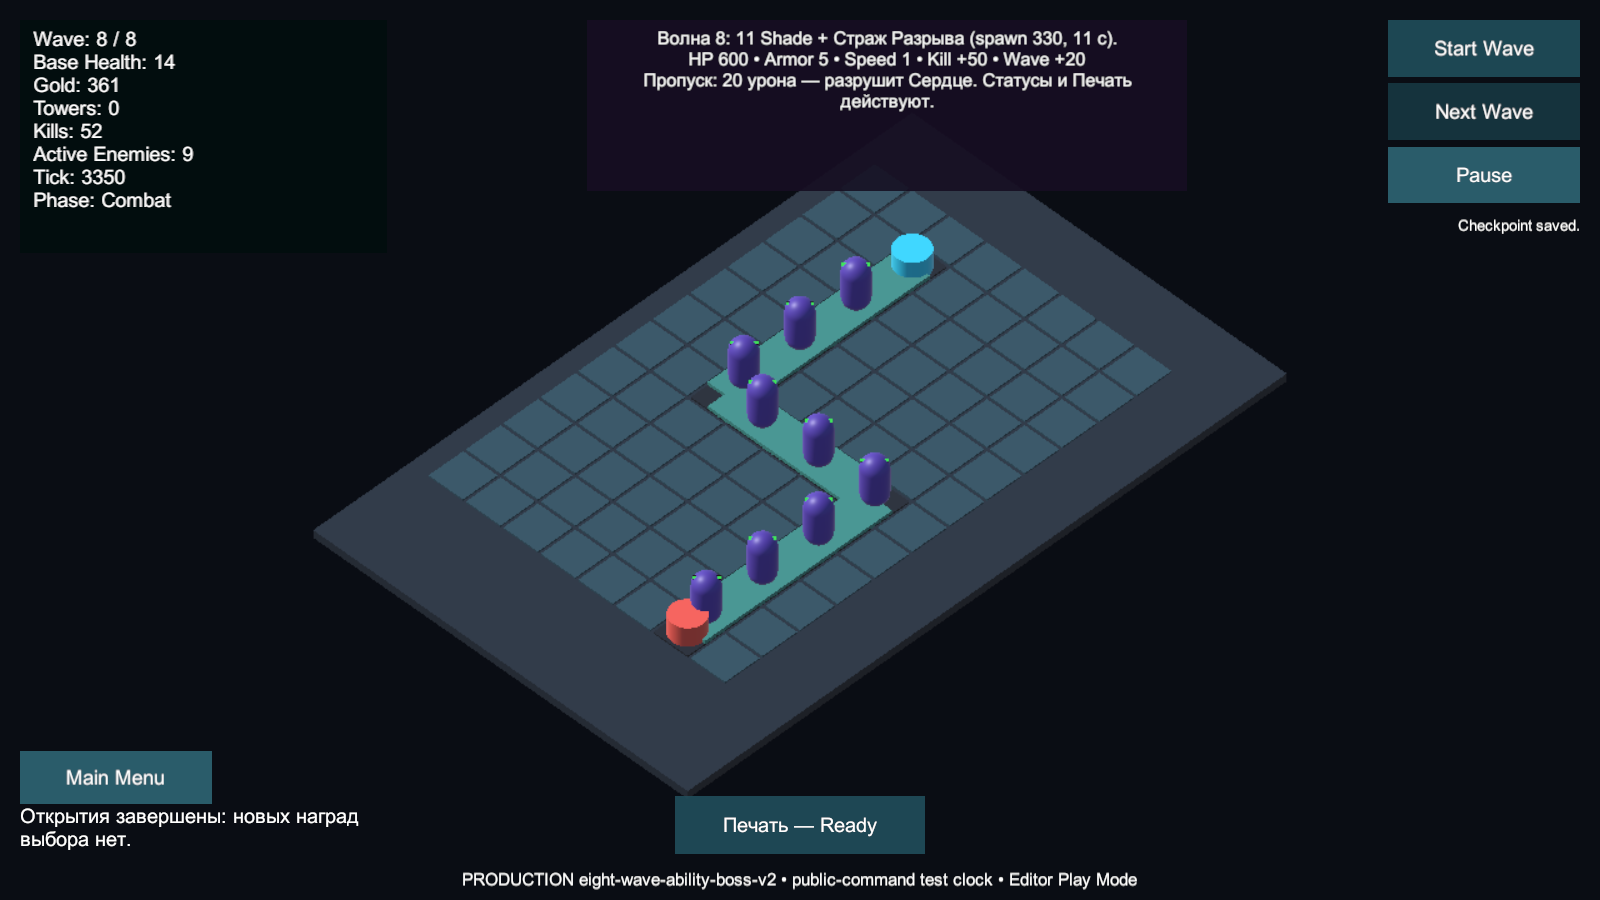 Wave: 8 / 8
Base Health: 14
Gold: 361
Towers: 0
Kills: 52
Active Enemies: 9
Tick: 3350
Phase: Combat
Волна 8: 11 Shade + Страж Разрыва (spawn 330, 11 с).
HP 600 • Armor 5 • Speed 1 • Kill +50 • Wave +20
Пропуск: 20 урона — разрушит Сердце. Статусы и Печать
действуют.
Start Wave
Next Wave
Pause
Checkpoint saved.
Main Menu
Открытия завершены: новых наград
выбора нет.
Печать — Ready
PRODUCTION eight-wave-ability-boss-v2 • public-command test clock • Editor Play Mode